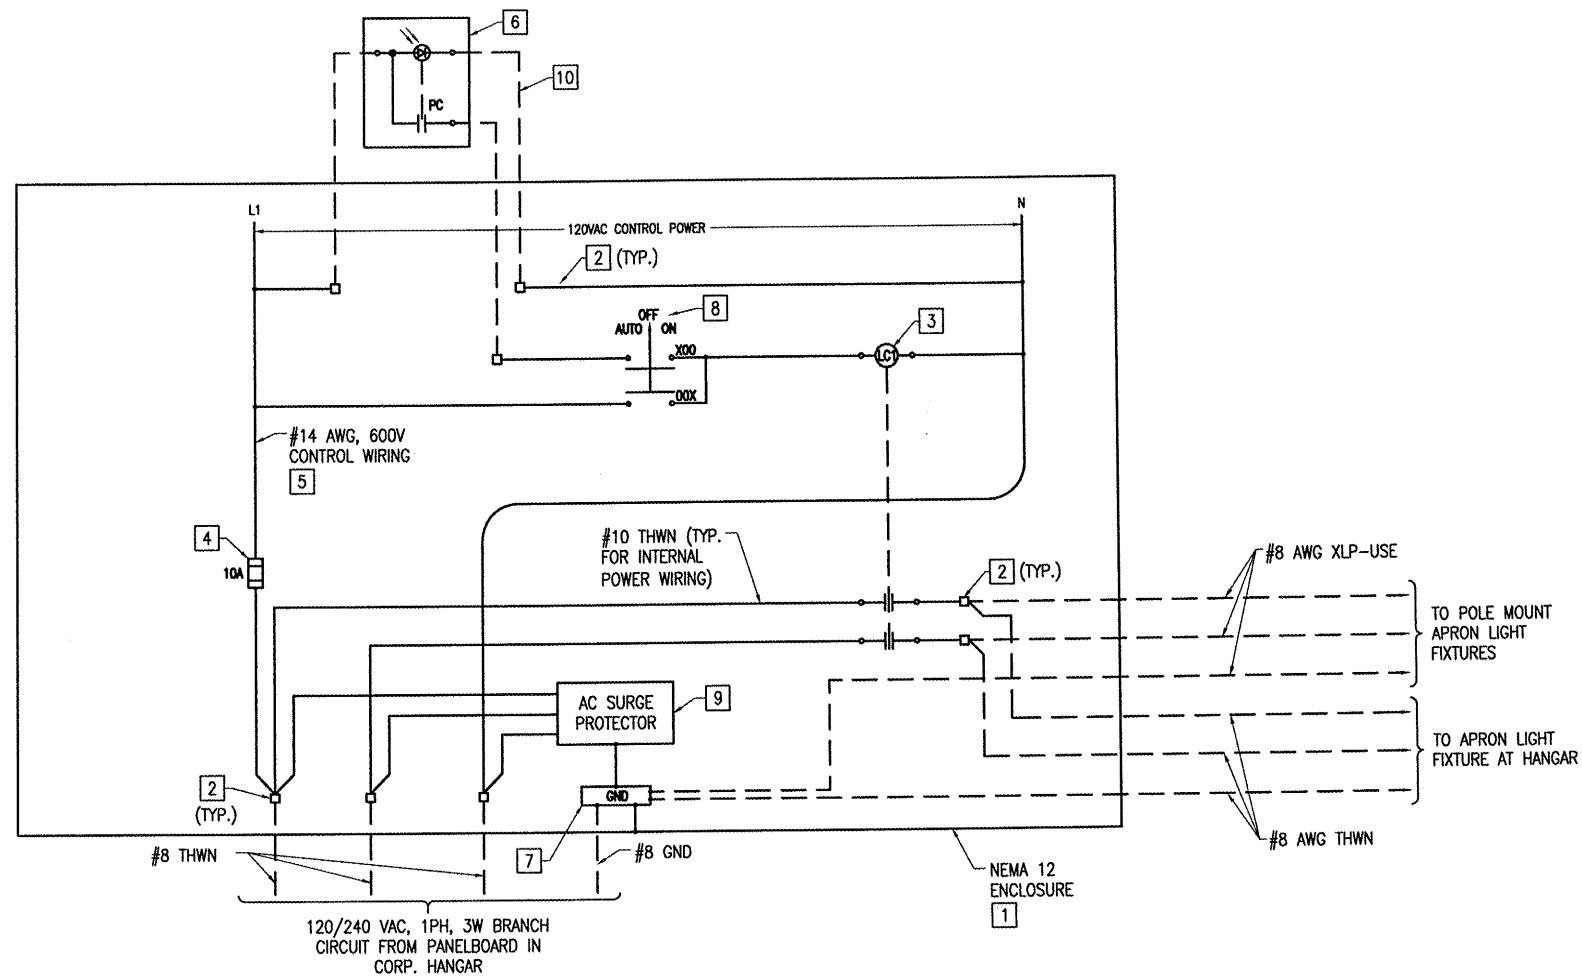 6
10
PC
L1
N
120VAC CONTROL POWER
2 (TYP.)
8
OFF
AUTO ON
XOO
3
LC1
OOX
#14 AWG, 600V
CONTROL WIRING
5
4
10A
#10 THWN (TYP.
FOR INTERNAL
POWER WIRING)
2 (TYP.)
#8 AWG XLP-USE
TO POLE MOUNT
APRON LIGHT
FIXTURES
AC SURGE
PROTECTOR
9
TO APRON LIGHT
FIXTURE AT HANGAR
2
(TYP.)
GND
#8 AWG THWN
#8 THWN
7
#8 GND
NEMA 12
ENCLOSURE
1
120/240 VAC, 1PH, 3W BRANCH
CIRCUIT FROM PANELBOARD IN
CORP. HANGAR